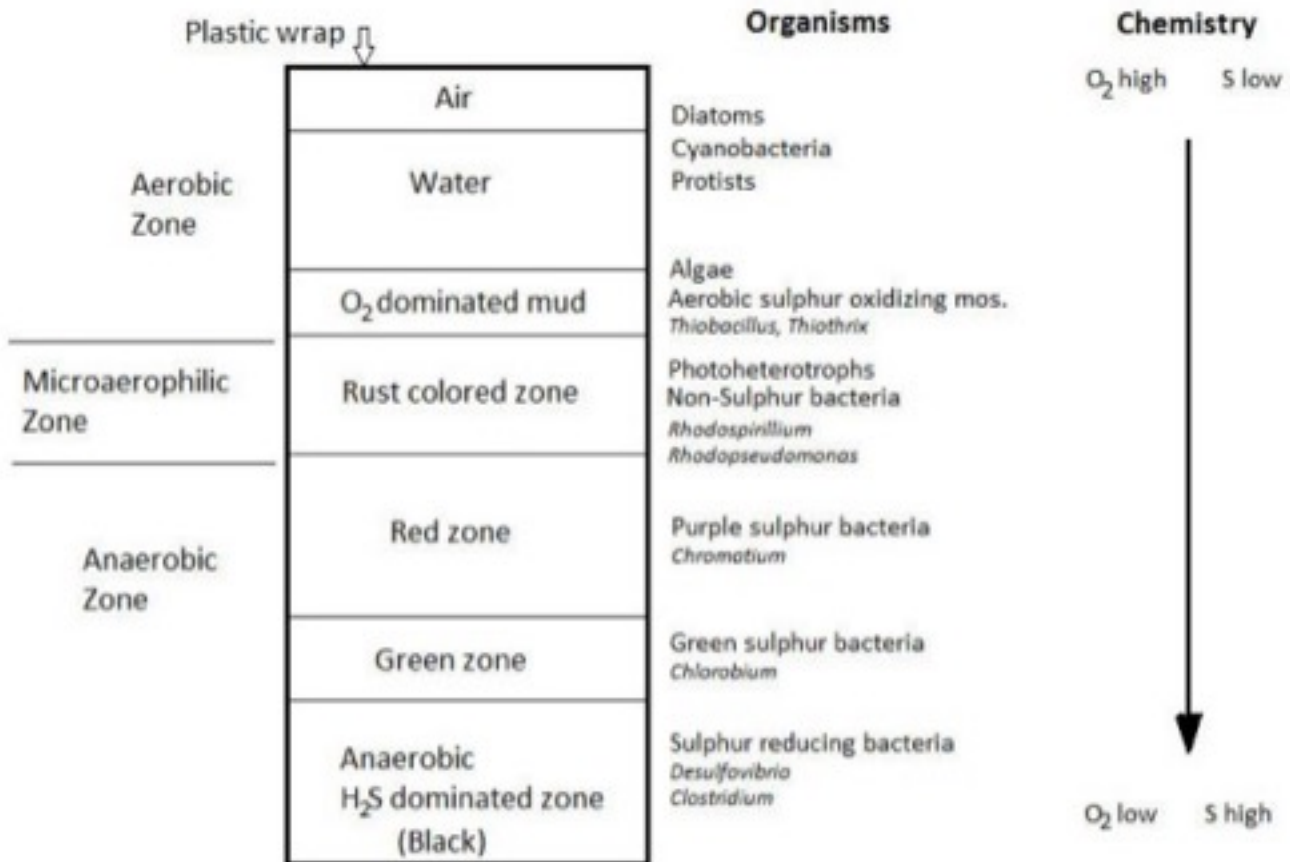 Plastic wrap
Organisms
Chemistry
O₂ high S low
Air
Diatoms
Cyanobacteria
Protists
Aerobic
Zone
Water
Algae
Aerobic sulphur oxidizing mos.
Thiobacillus, Thiothrix
O₂ dominated mud
Microaerophilic
Zone
Rust colored zone
Photoheterotrophs
Non-Sulphur bacteria
Rhodospirillium
Rhodopseudomonas
Red zone
Purple sulphur bacteria
Chromatium
Anaerobic
Zone
Green zone
Green sulphur bacteria
Chlorobium
Anaerobic
H₂S dominated zone
(Black)
Sulphur reducing bacteria
Desulfovibrio
Clostridium
O₂ low S high